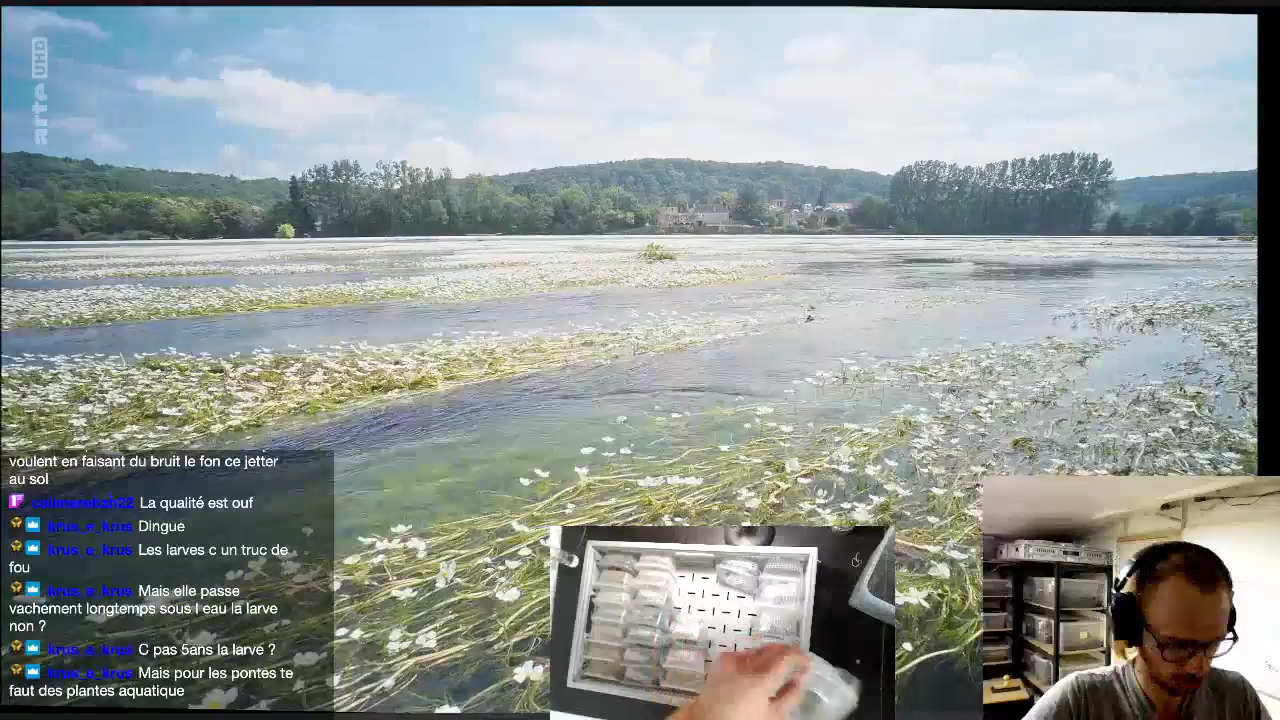 arte UHD
voulent en faisant du bruit le fon ce jetter
au sol
calimerobzh22 La qualité est ouf
krus_e_krus Dingue
krus_e_krus Les larves c un truc de
fou
krus_e_krus Mais elle passe
vachement longtemps sous l eau la larve
non ?
krus_e_krus C pas 5ans la larve ?
krus_e_krus Mais pour les pontes te
faut des plantes aquatique